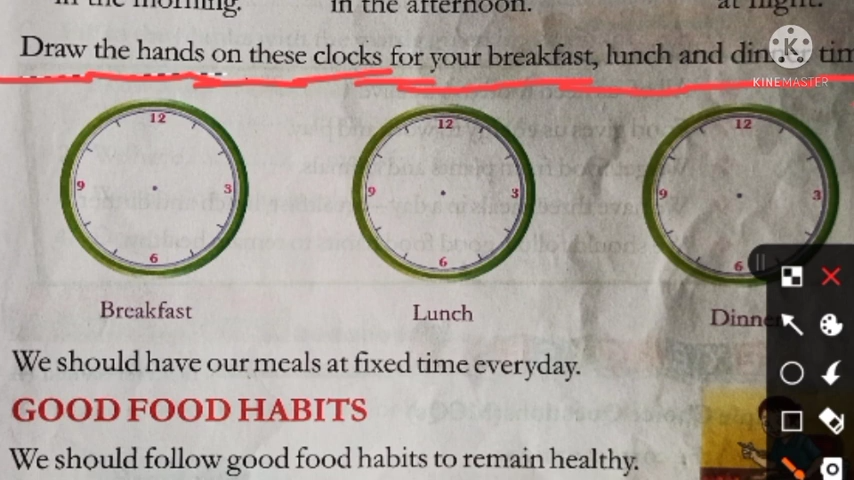 in the morning. in the afternoon. at night.
Draw the hands on these clocks for your breakfast, lunch and dinner tim
K
KINEMASTER
12 12 12
9 3 9 3 9 3
6 6 6
Breakfast Lunch Dinne
We should have our meals at fixed time everyday.
GOOD FOOD HABITS
We should follow good food habits to remain healthy.